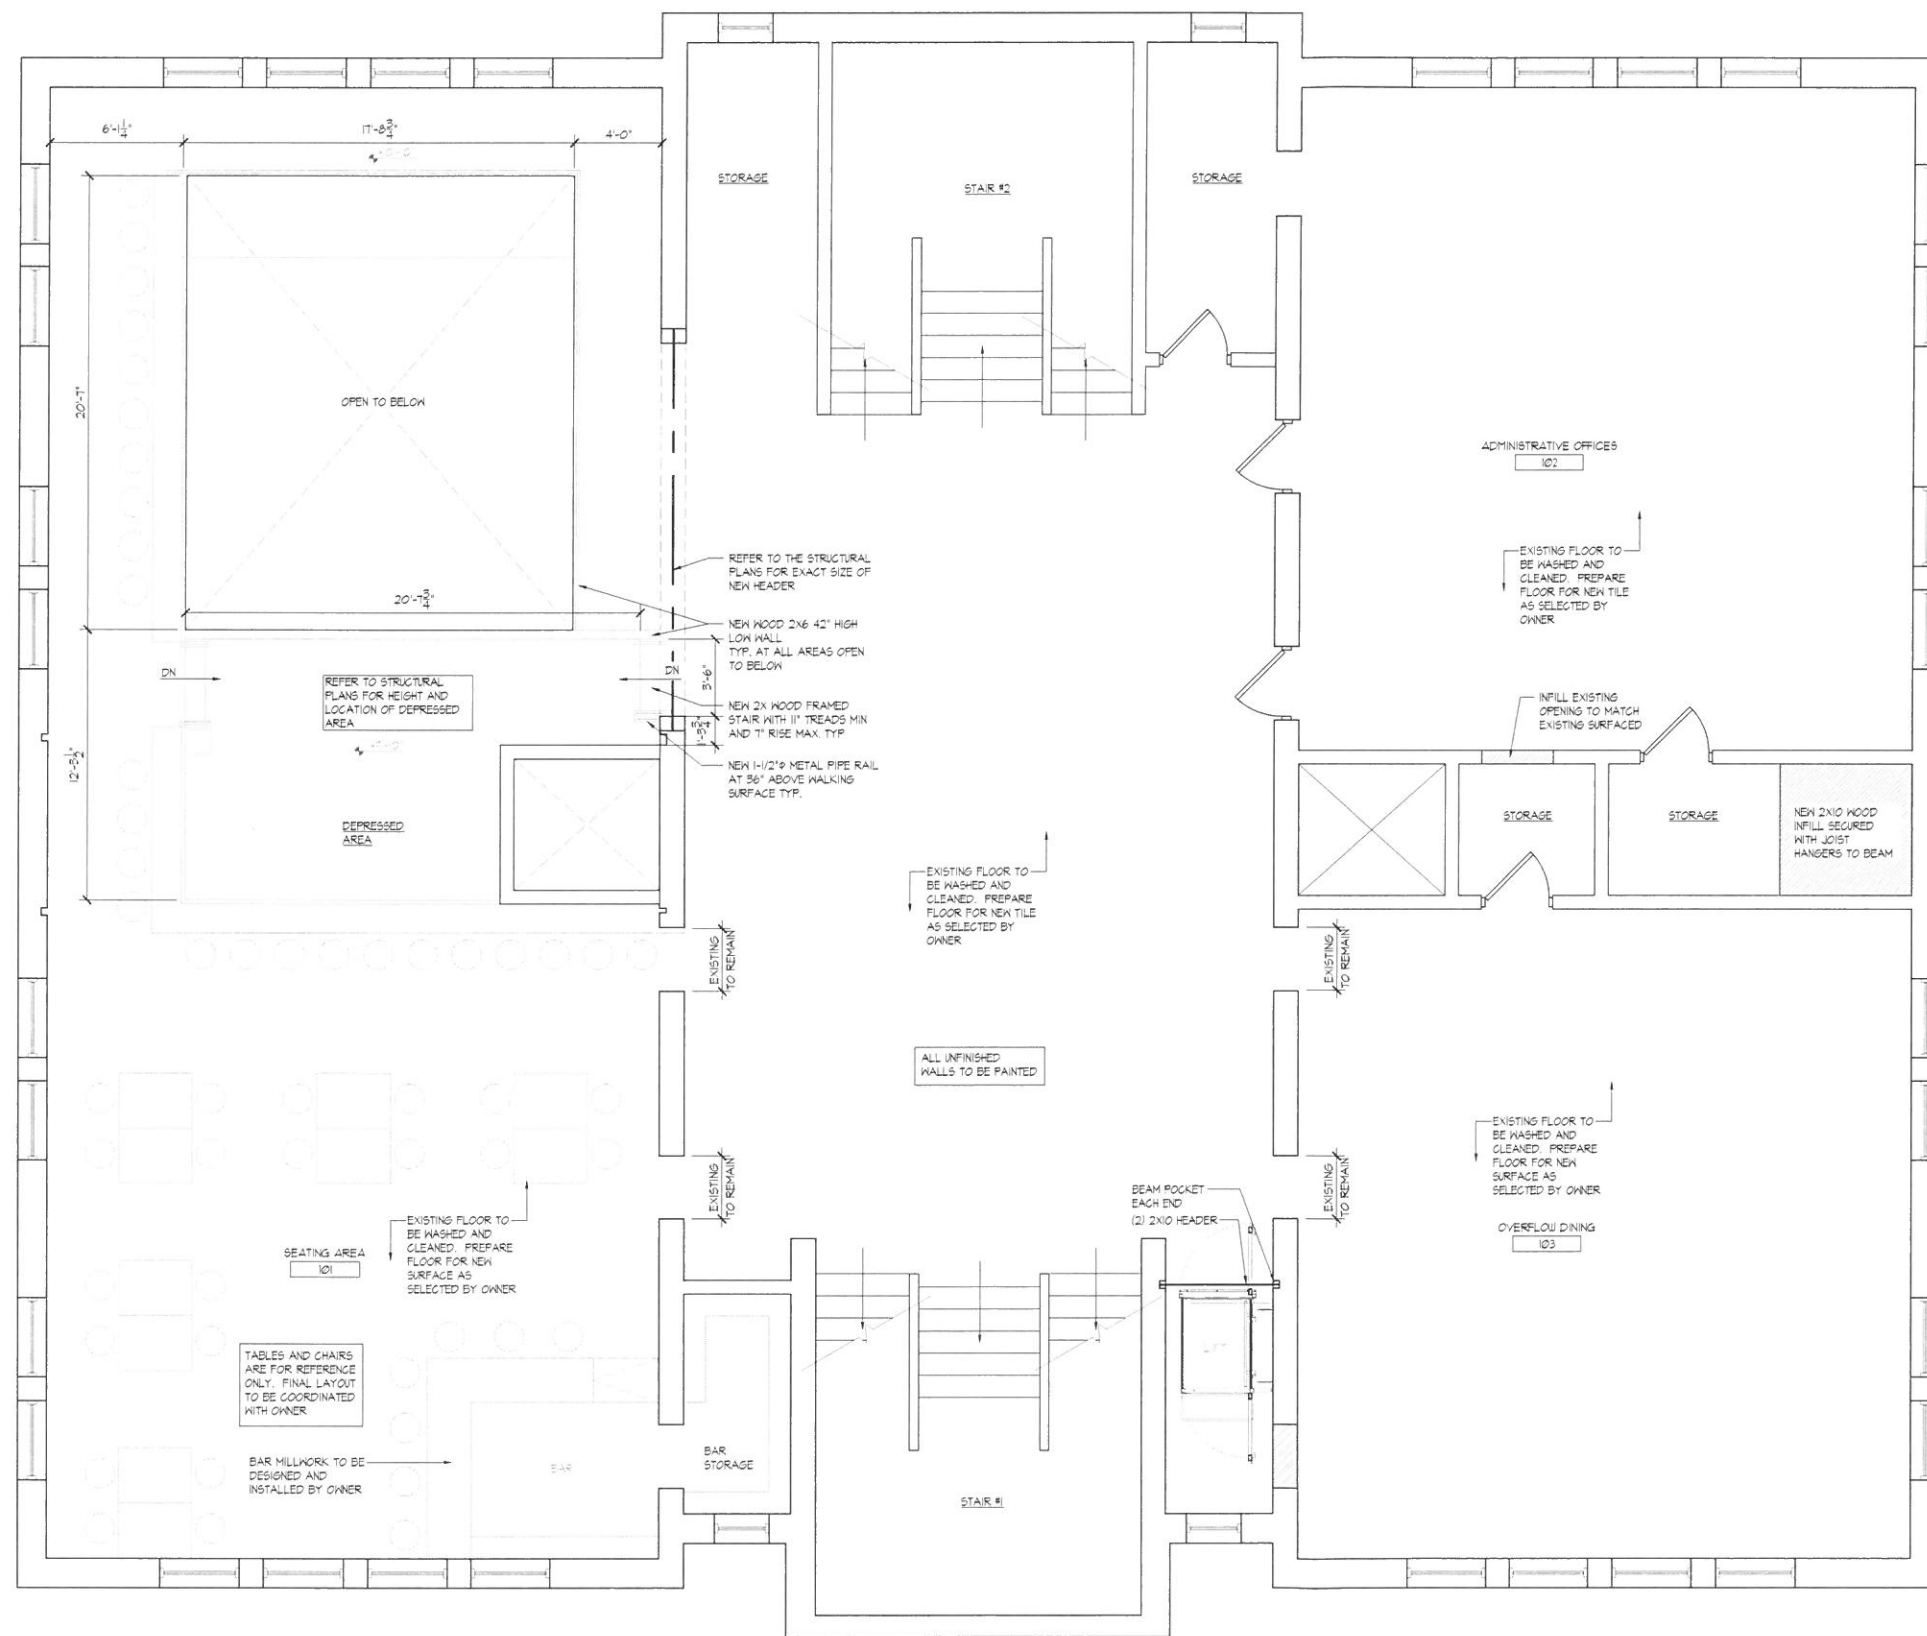 6'-1 1/4"
17'-8 3/4"
4'-0"
STORAGE
STAIR #2
STORAGE
20'-7"
OPEN TO BELOW
ADMINISTRATIVE OFFICES
102
REFER TO THE STRUCTURAL
PLANS FOR EXACT SIZE OF
NEW HEADER
EXISTING FLOOR TO
BE WASHED AND
CLEANED. PREPARE
FLOOR FOR NEW TILE
AS SELECTED BY
OWNER
20'-7 3/4"
NEW WOOD 2X6 42" HIGH
LOW WALL
TYP. AT ALL AREAS OPEN
TO BELOW
DN
DN
3'-6"
REFER TO STRUCTURAL
PLANS FOR HEIGHT AND
LOCATION OF DEPRESSED
AREA
NEW 2X WOOD FRAMED
STAIR WITH 11" TREADS MIN
AND 7" RISE MAX. TYP
1'-3 3/4"
INFILL EXISTING
OPENING TO MATCH
EXISTING SURFACED
12'-5 1/2"
NEW 1-1/2"Φ METAL PIPE RAIL
AT 36" ABOVE WALKING
SURFACE TYP.
DEPRESSED
AREA
STORAGE
STORAGE
NEW 2X10 WOOD
INFILL SECURED
WITH JOIST
HANGERS TO BEAM
EXISTING FLOOR TO
BE WASHED AND
CLEANED. PREPARE
FLOOR FOR NEW TILE
AS SELECTED BY
OWNER
EXISTING
TO REMAIN
EXISTING
TO REMAIN
ALL UNFINISHED
WALLS TO BE PAINTED
EXISTING FLOOR TO
BE WASHED AND
CLEANED. PREPARE
FLOOR FOR NEW
SURFACE AS
SELECTED BY OWNER
EXISTING
TO REMAIN
EXISTING
TO REMAIN
BEAM POCKET
EACH END
(2) 2X10 HEADER
OVERFLOW DINING
103
SEATING AREA
101
EXISTING FLOOR TO
BE WASHED AND
CLEANED. PREPARE
FLOOR FOR NEW
SURFACE AS
SELECTED BY OWNER
TABLES AND CHAIRS
ARE FOR REFERENCE
ONLY. FINAL LAYOUT
TO BE COORDINATED
WITH OWNER
BAR MILLWORK TO BE
DESIGNED AND
INSTALLED BY OWNER
BAR
BAR
STORAGE
STAIR #1